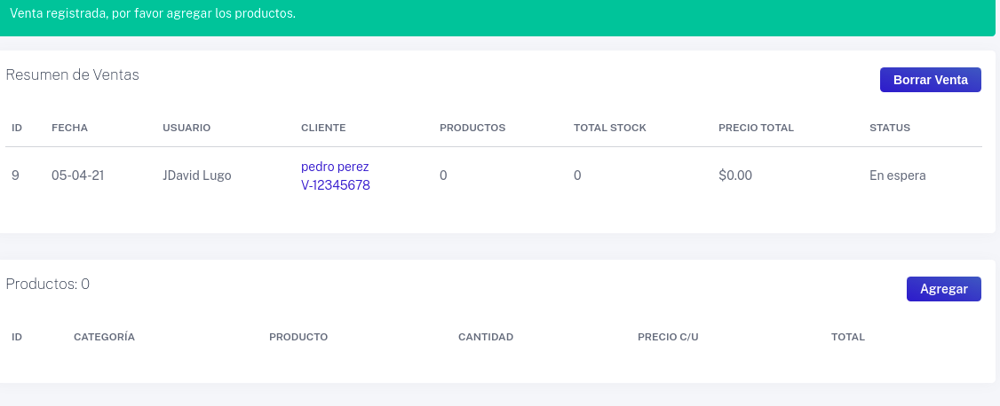 Venta registrada, por favor agregar los productos.
Resumen de Ventas
Borrar Venta
ID FECHA USUARIO CLIENTE PRODUCTOS TOTAL STOCK PRECIO TOTAL STATUS
9 05-04-21 JDavid Lugo pedro perez 0 0 $0.00 En espera
V-12345678
Productos: 0
Agregar
ID CATEGORÍA PRODUCTO CANTIDAD PRECIO C/U TOTAL